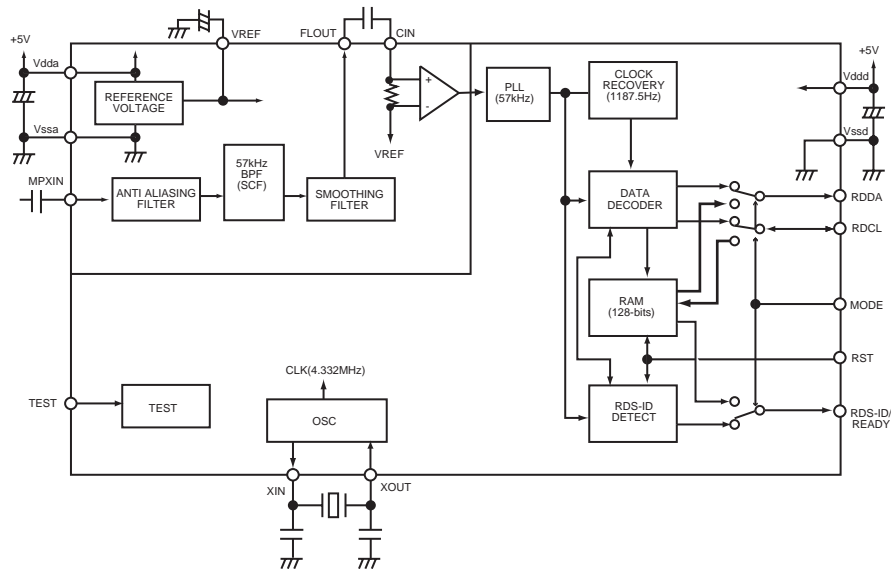 VREF
FLOUT
CIN
+5V
+5V
Vdda
REFERENCE
VOLTAGE
+
-
PLL
(57kHz)
CLOCK
RECOVERY
(1187.5Hz)
Vddd
Vssa
Vssd
VREF
57kHz
BPF
(SCF)
MPXIN
ANTI ALIASING
FILTER
SMOOTHING
FILTER
DATA
DECODER
RDDA
RDCL
RAM
(128-bits)
MODE
RST
CLK(4.332MHz)
TEST
TEST
OSC
RDS-ID
DETECT
RDS-ID/
READY
XIN
XOUT